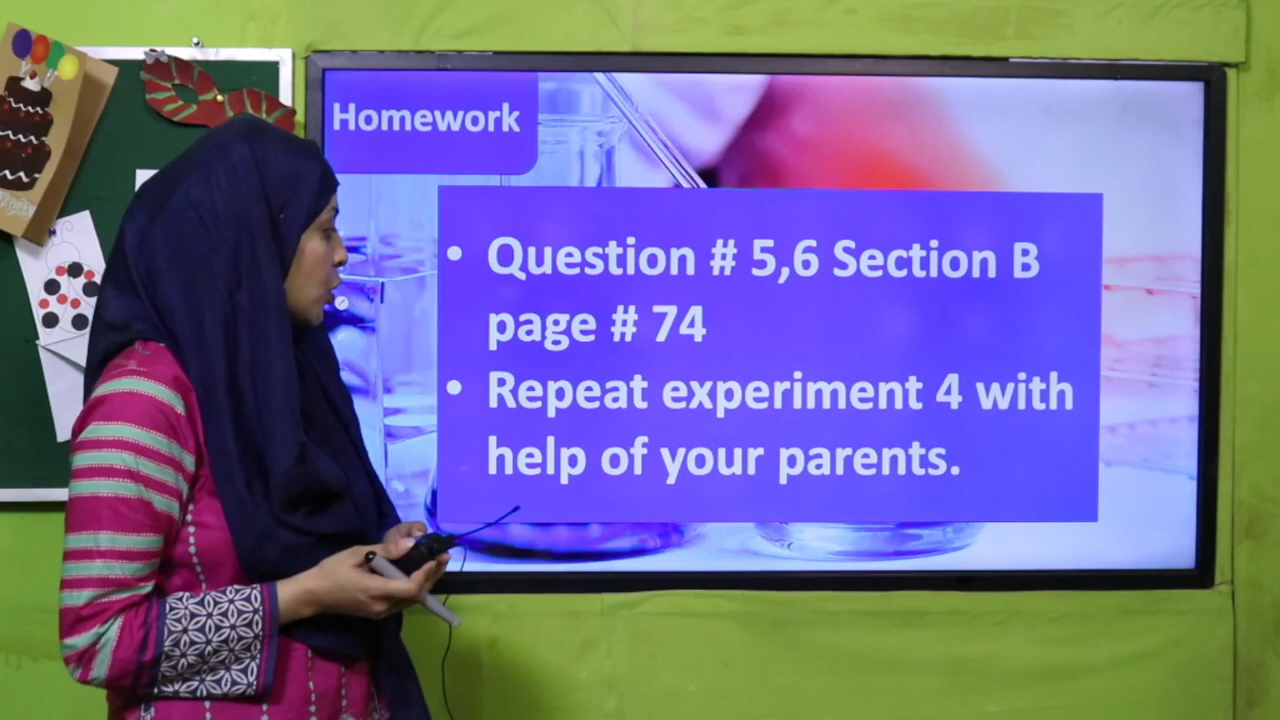 Homework
• Question # 5,6 Section B
page # 74
• Repeat experiment 4 with
help of your parents.